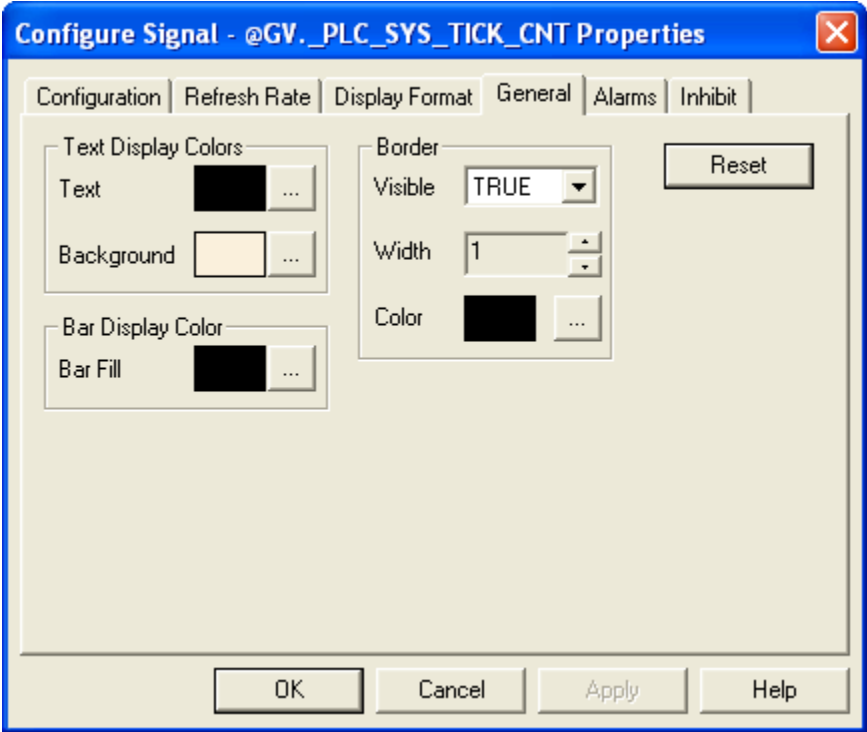 Configure Signal - @GV._PLC_SYS_TICK_CNT Properties
Configuration Refresh Rate Display Format General Alarms Inhibit
Text Display Colors
Text ...
Background ...
Bar Display Color
Bar Fill ...
Border
Visible TRUE
Width 1
Color ...
Reset
OK Cancel Apply Help